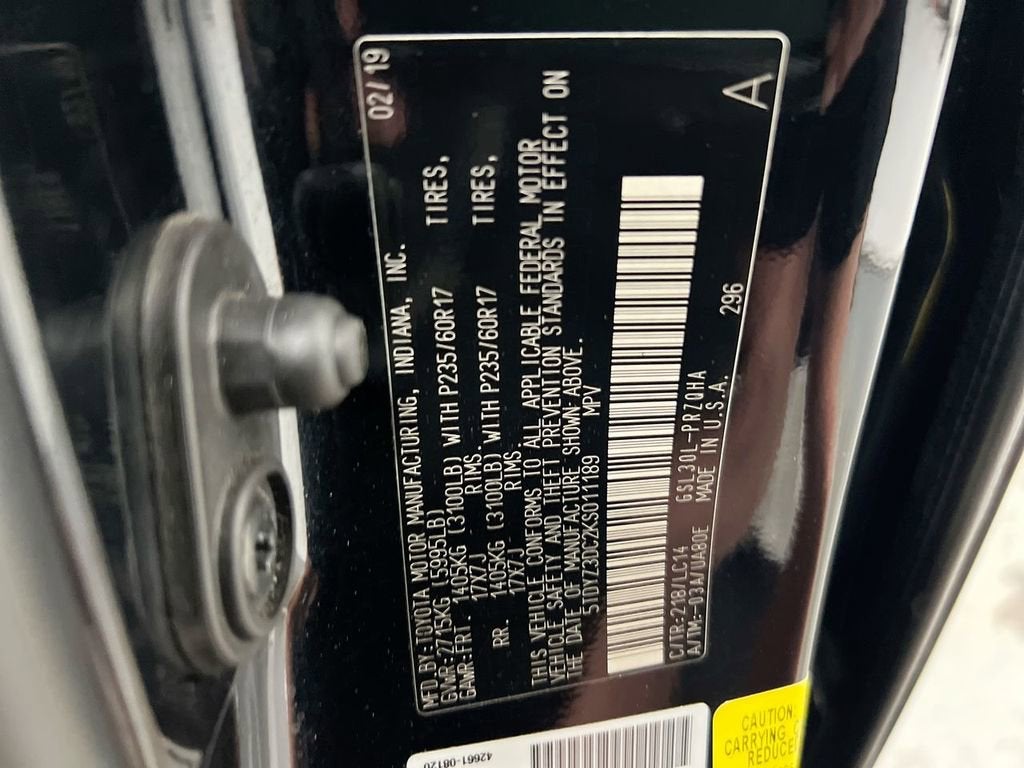 02/19
MFD.BY:TOYOTA MOTOR MANUFACTURING, INDIANA, INC.
GVWR:2715KG (5995LB)
GAWR:FRT. 1405KG (3100LB) WITH P235/60R17 TIRES,
17X7J RIMS.
RR. 1405KG (3100LB) WITH P235/60R17 TIRES,
17X7J RIMS.
THIS VEHICLE CONFORMS TO ALL APPLICABLE FEDERAL MOTOR
VEHICLE SAFETY AND THEFT PREVENTION STANDARDS IN EFFECT ON
THE DATE OF MANUFACTURE SHOWN ABOVE.
5TDYZ3DC2KS011189 MPV
C/TR:218/LC14 GSL30L-PRZQHA 296
A/TM:-03A/UA80E MADE IN U.S.A.
A
42661-08120
CAUTION:
CARRYING
REDUCE